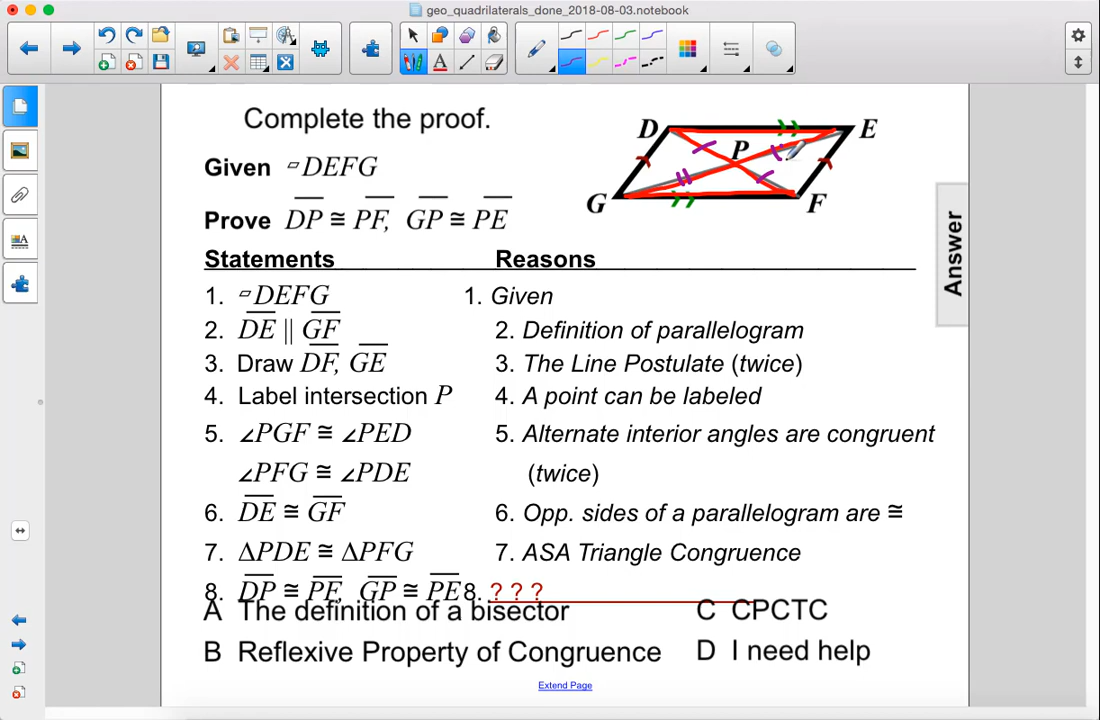 geo_quadrilaterals_done_2018-08-03.notebook
Complete the proof.
Given ▱DEFG
Prove DP ≅ PF, GP ≅ PE
D
E
P
G
F
Answer
Statements Reasons
1. ▱DEFG 1. Given
2. DE || GF 2. Definition of parallelogram
3. Draw DF, GE 3. The Line Postulate (twice)
4. Label intersection P 4. A point can be labeled
5. ∠PGF ≅ ∠PED 5. Alternate interior angles are congruent
∠PFG ≅ ∠PDE (twice)
6. DE ≅ GF 6. Opp. sides of a parallelogram are ≅
7. ΔPDE ≅ ΔPFG 7. ASA Triangle Congruence
8. DP ≅ PF, GP ≅ PE 8. ? ? ?
A The definition of a bisector C CPCTC
B Reflexive Property of Congruence D I need help
Extend Page